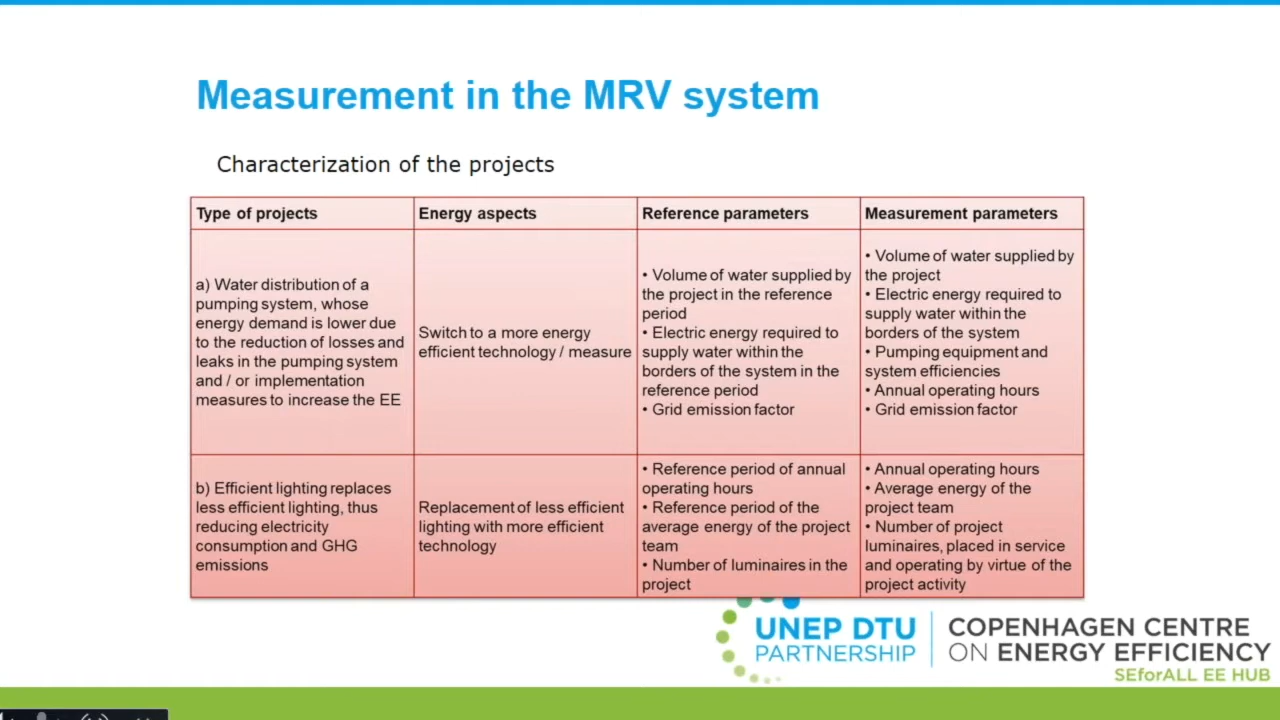 Measurement in the MRV system
Characterization of the projects
Type of projects
Energy aspects
Reference parameters
Measurement parameters
a) Water distribution of a
pumping system, whose
energy demand is lower due
to the reduction of losses and
leaks in the pumping system
and / or implementation
measures to increase the EE
Switch to a more energy
efficient technology / measure
• Volume of water supplied by
the project in the reference
period
• Electric energy required to
supply water within the
borders of the system in the
reference period
• Grid emission factor
• Volume of water supplied by
the project
• Electric energy required to
supply water within the
borders of the system
• Pumping equipment and
system efficiencies
• Annual operating hours
• Grid emission factor
b) Efficient lighting replaces
less efficient lighting, thus
reducing electricity
consumption and GHG
emissions
Replacement of less efficient
lighting with more efficient
technology
• Reference period of annual
operating hours
• Reference period of the
average energy of the project
team
• Number of luminaires in the
project
• Annual operating hours
• Average energy of the
project team
• Number of project
luminaires, placed in service
and operating by virtue of the
project activity
UNEP DTU
PARTNERSHIP
COPENHAGEN CENTRE
ON ENERGY EFFICIENCY
SEforALL EE HUB